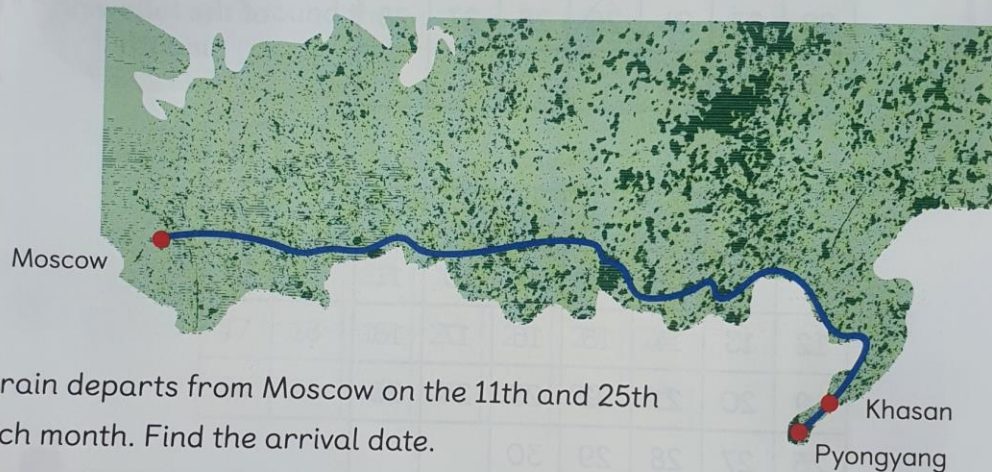 Moscow
rain departs from Moscow on the 11th and 25th
Khasan
ch month. Find the arrival date.
Pyongyang